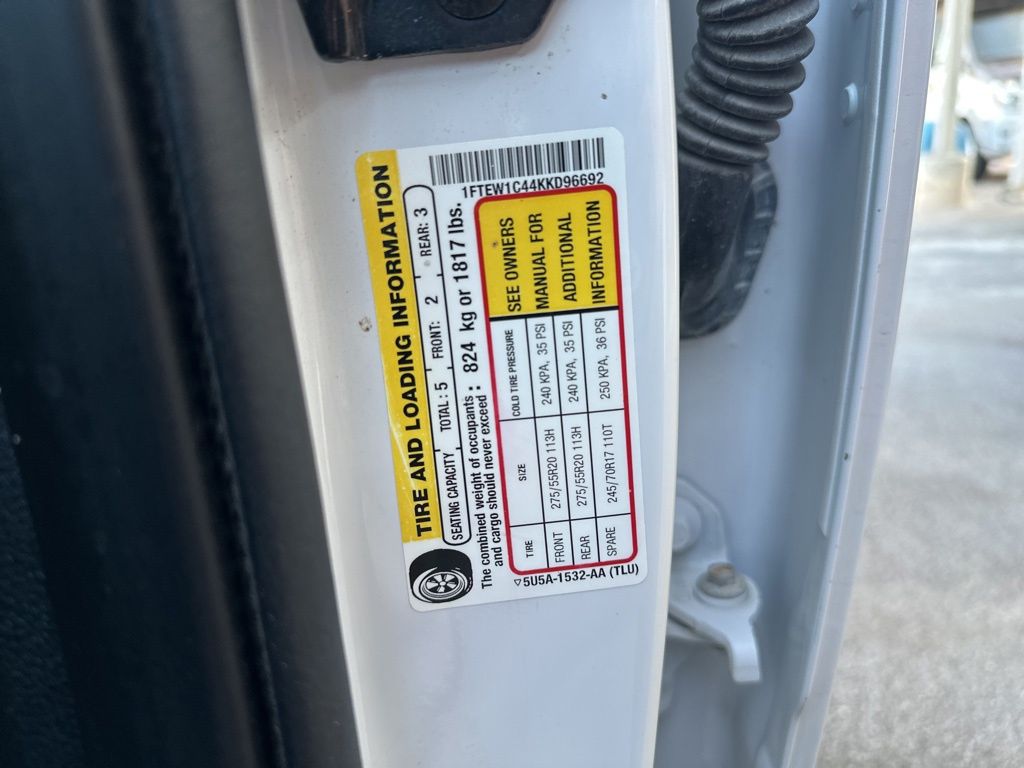 1FTEW1C44KKD96692
TIRE AND LOADING INFORMATION
SEATING CAPACITY TOTAL: 5 FRONT: 2 REAR: 3
The combined weight of occupants and cargo should never exceed : 824 kg or 1817 lbs.
TIRE SIZE COLD TIRE PRESSURE
FRONT 275/55R20 113H 240 KPA, 35 PSI
REAR 275/55R20 113H 240 KPA, 35 PSI
SPARE 245/70R17 110T 250 KPA, 36 PSI
SEE OWNERS
MANUAL FOR
ADDITIONAL
INFORMATION
▽5U5A-1532-AA (TLU)